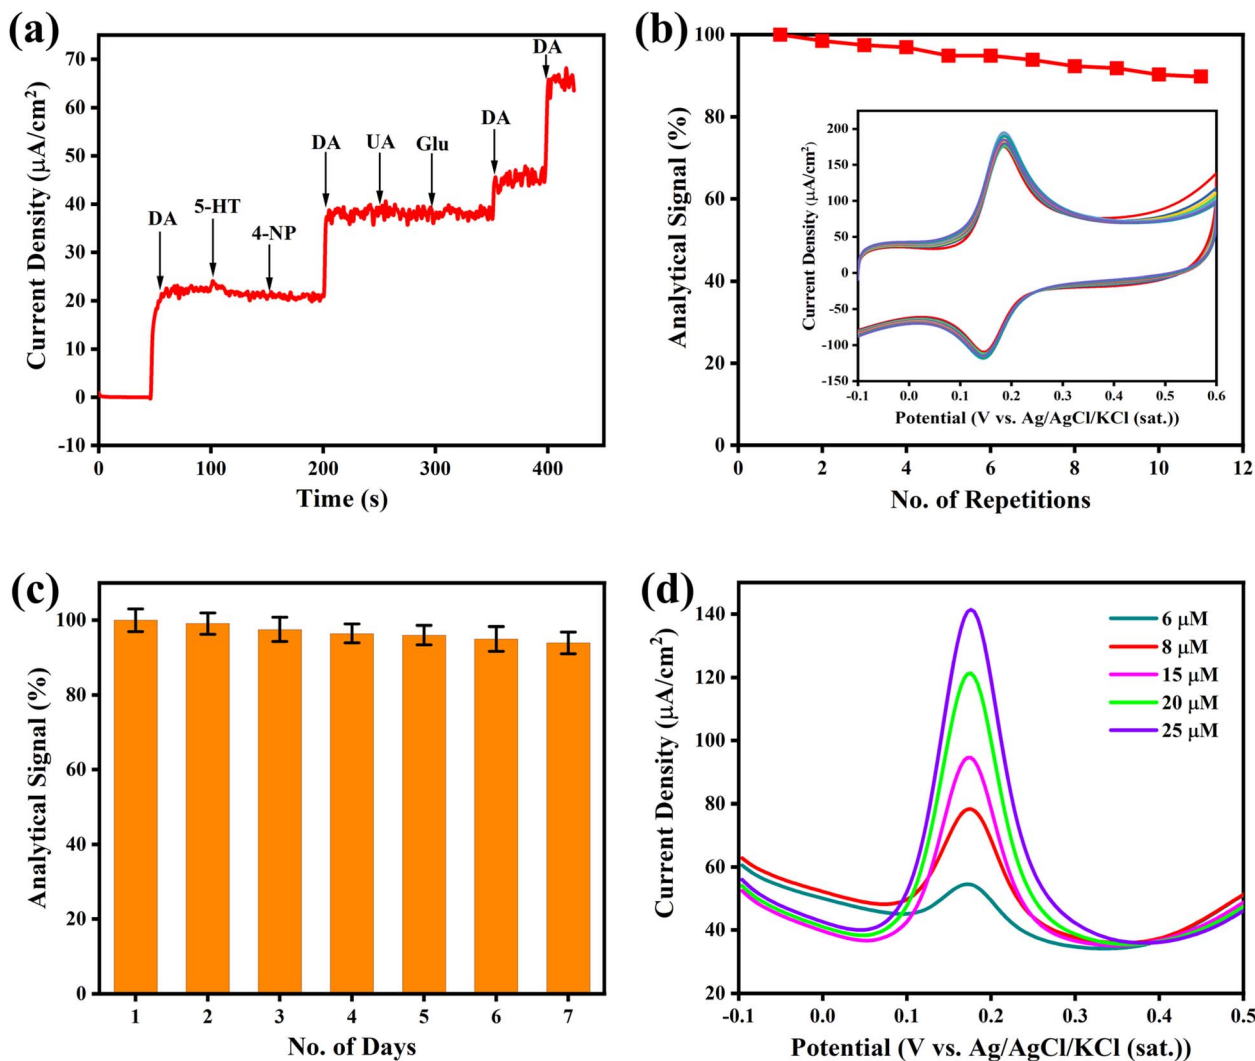 (a)
Current Density (μA/cm²)
70
60
50
40
30
20
10
0
-10
DA
5-HT
4-NP
DA
UA
Glu
DA
DA
0
100
200
300
400
Time (s)
(b)
Analytical Signal (%)
100
80
60
40
20
0
0
2
4
6
8
10
12
No. of Repetitions
Current Density (μA/cm²)
200
150
100
50
0
-50
-100
-150
-0.1
0.0
0.1
0.2
0.3
0.4
0.5
0.6
Potential (V vs. Ag/AgCl/KCl (sat.))
(c)
Analytical Signal (%)
100
80
60
40
20
0
1
2
3
4
5
6
7
No. of Days
(d)
Current Density (μA/cm²)
140
120
100
80
60
40
20
6 μM
8 μM
15 μM
20 μM
25 μM
-0.1
0.0
0.1
0.2
0.3
0.4
0.5
Potential (V vs. Ag/AgCl/KCl (sat.))